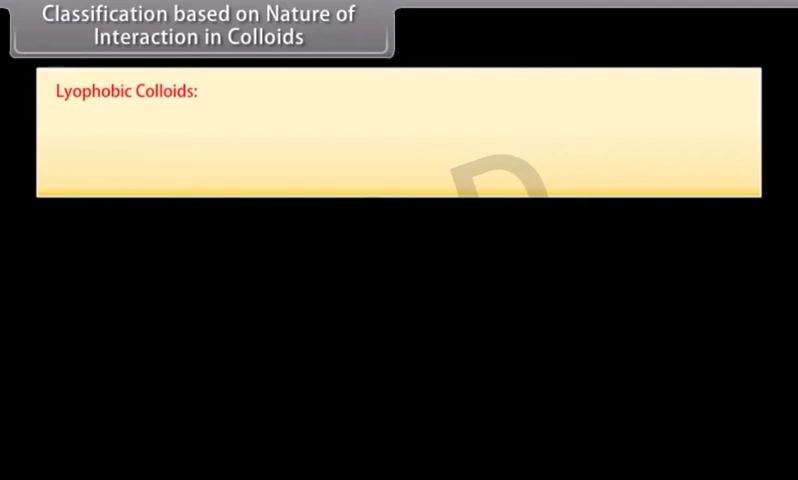 Classification based on Nature of
Interaction in Colloids
Lyophobic Colloids:
D